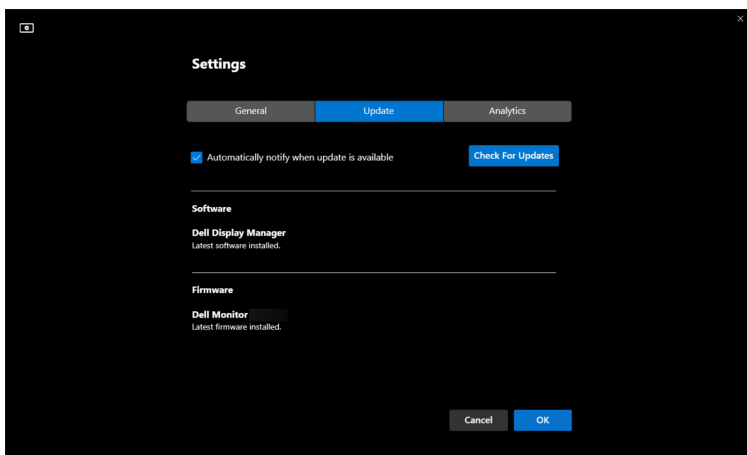 Settings
General Update Analytics
Automatically notify when update is available Check For Updates
Software
Dell Display Manager
Latest software installed.
Firmware
Dell Monitor
Latest firmware installed.
Cancel OK